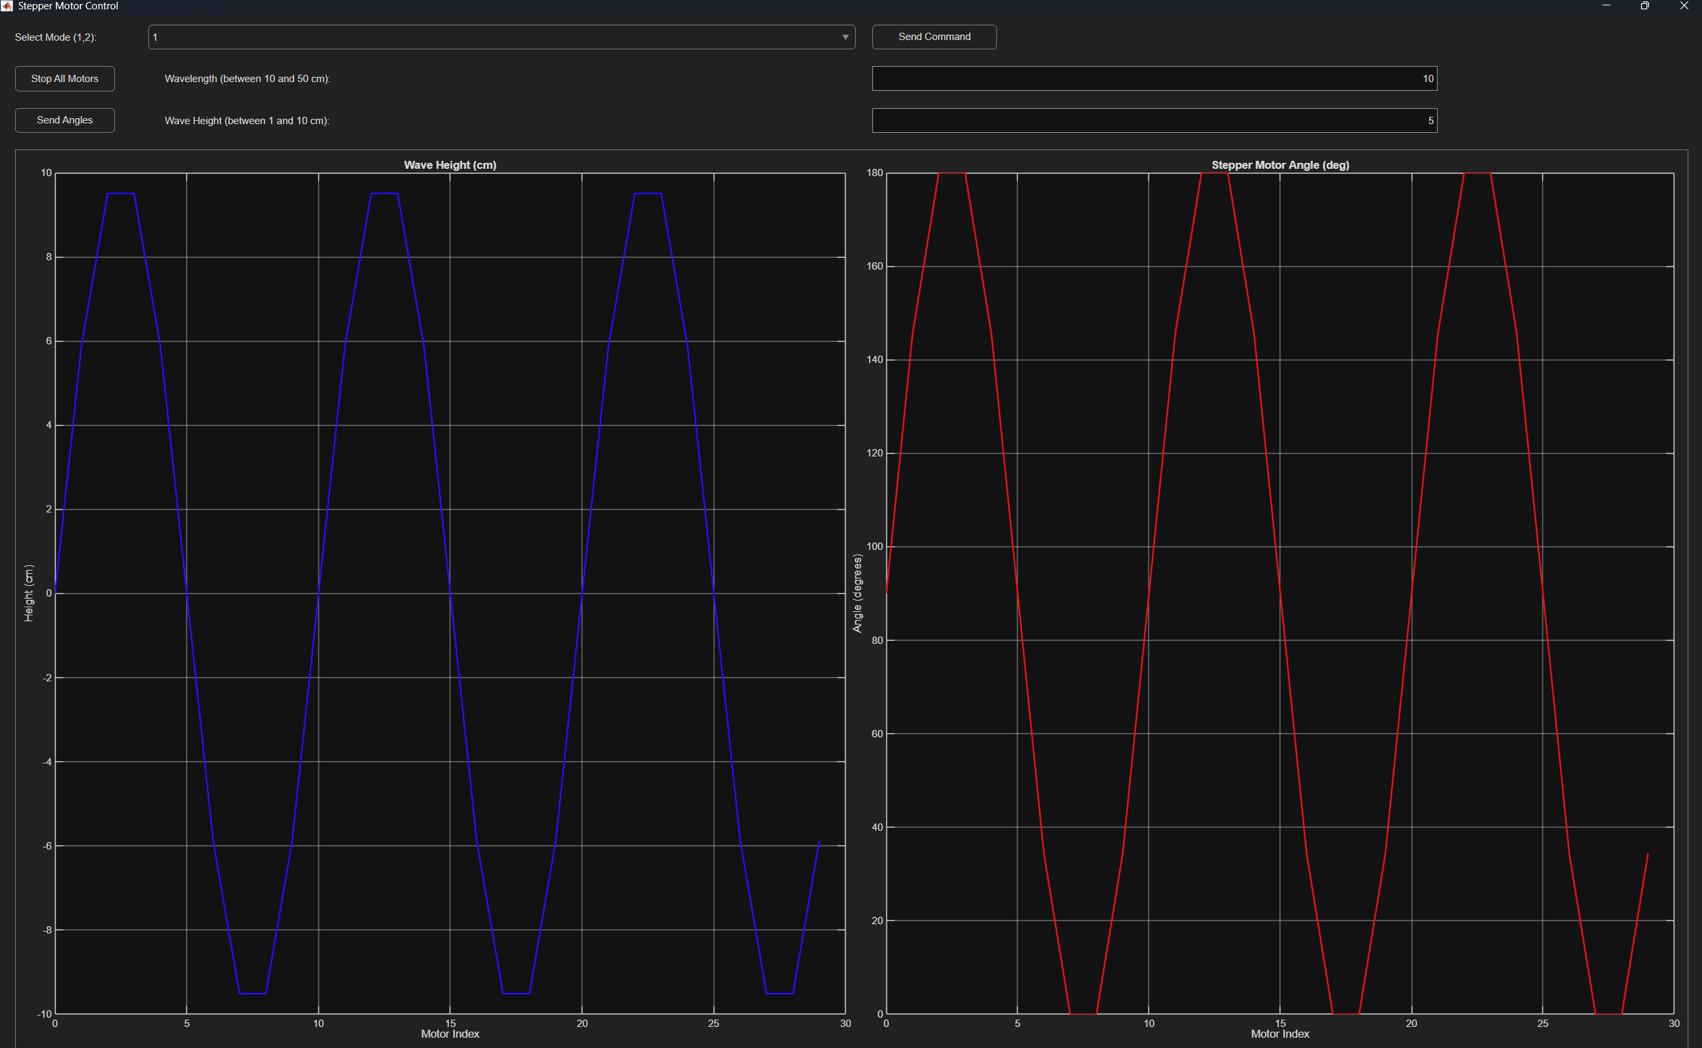 Stepper Motor Control
Select Mode (1,2):
1
Send Command
Stop All Motors
Wavelength (between 10 and 50 cm):
10
Send Angles
Wave Height (between 1 and 10 cm):
5
Wave Height (cm)
10
8
6
4
2
0
-2
-4
-6
-8
-10
Height (cm)
0 5 10 15 20 25 30
Motor Index
Stepper Motor Angle (deg)
180
160
140
120
100
80
60
40
20
0
Angle (degrees)
0 5 10 15 20 25 30
Motor Index